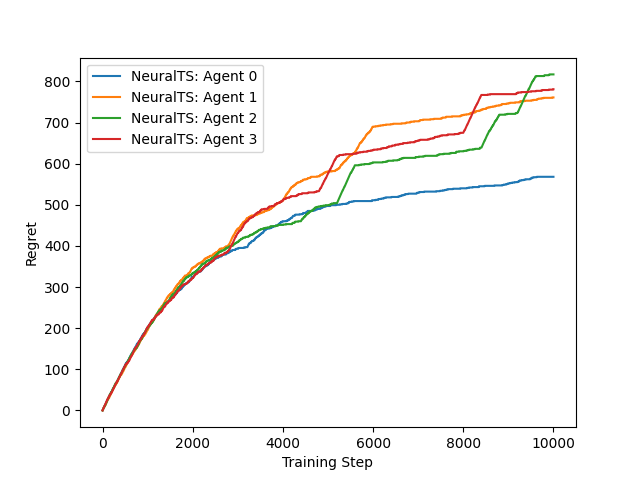 NeuralTS: Agent 0
NeuralTS: Agent 1
NeuralTS: Agent 2
NeuralTS: Agent 3
Regret
800
700
600
500
400
300
200
100
0
0 2000 4000 6000 8000 10000
Training Step